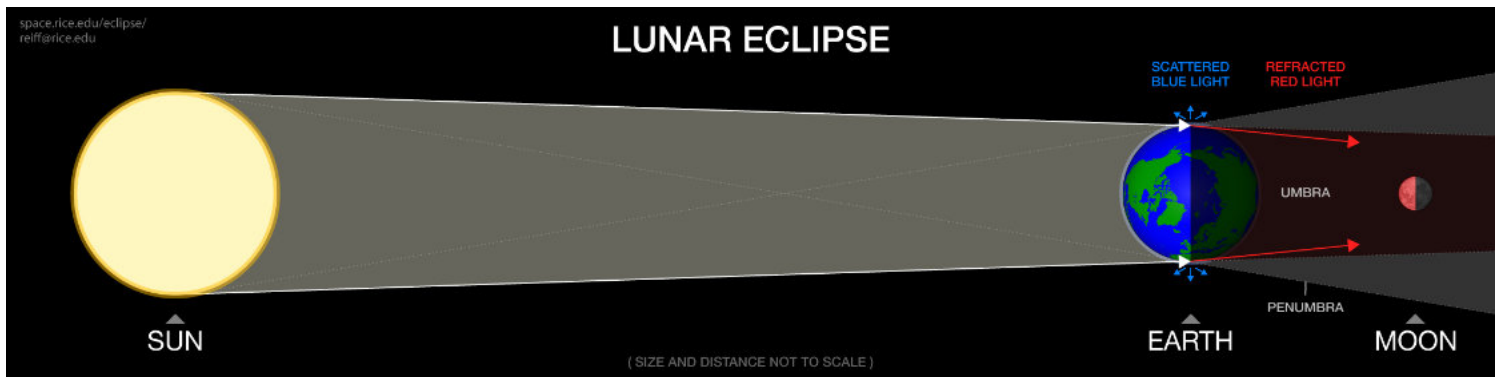 space.rice.edu/eclipse/
reiff@rice.edu
LUNAR ECLIPSE
SCATTERED
BLUE LIGHT
REFRACTED
RED LIGHT
UMBRA
PENUMBRA
SUN
EARTH
MOON
( SIZE AND DISTANCE NOT TO SCALE )